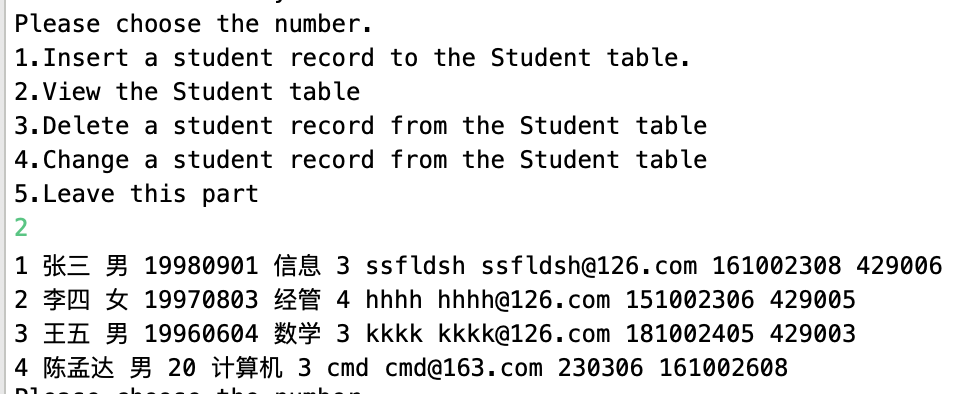 Please choose the number.
1.Insert a student record to the Student table.
2.View the Student table
3.Delete a student record from the Student table
4.Change a student record from the Student table
5.Leave this part
2
1 张三 男 19980901 信息 3 ssfldsh ssfldsh@126.com 161002308 429006
2 李四 女 19970803 经管 4 hhhh hhhh@126.com 151002306 429005
3 王五 男 19960604 数学 3 kkkk kkkk@126.com 181002405 429003
4 陈孟达 男 20 计算机 3 cmd cmd@163.com 230306 161002608
Please choose the number